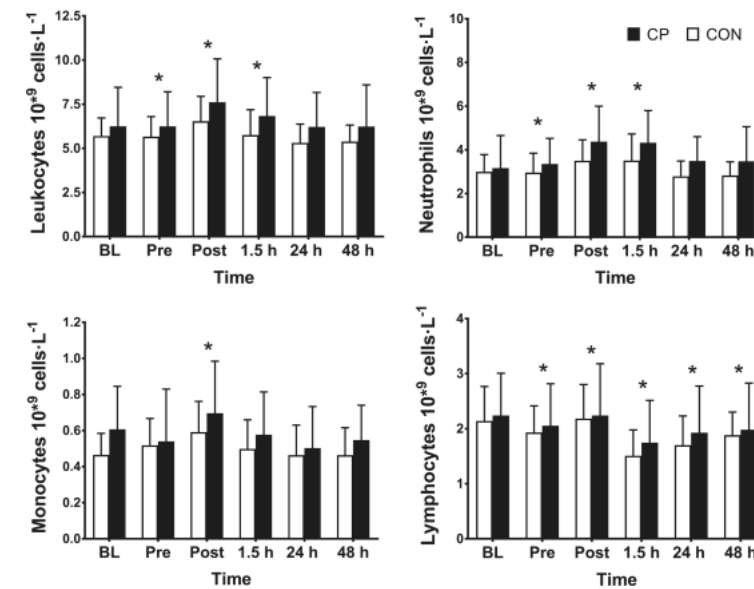 Leukocytes 10*⁹ cells·L⁻¹
12.5
10.0
7.5
5.0
2.5
0.0
* * *
BL Pre Post 1.5 h 24 h 48 h
Time
Neutrophils 10*⁹ cells·L⁻¹
10
8
6
4
2
0
CP CON
* * *
BL Pre Post 1.5 h 24 h 48 h
Time
Monocytes 10*⁹ cells·L⁻¹
1.2
1.0
0.8
0.6
0.4
0.2
0.0
*
BL Pre Post 1.5 h 24 h 48 h
Time
Lymphocytes 10*⁹ cells·L⁻¹
4
3
2
1
0
* * * * *
BL Pre Post 1.5 h 24 h 48 h
Time